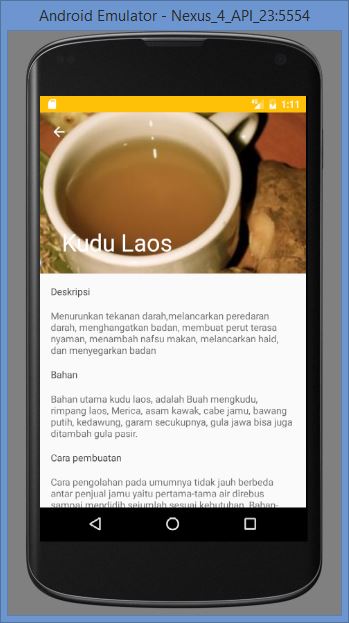 Android Emulator - Nexus_4_API_23:5554
1:11
Kudu Laos
Deskripsi
Menurunkan tekanan darah,melancarkan peredaran
darah, menghangatkan badan, membuat perut terasa
nyaman, menambah nafsu makan, melancarkan haid,
dan menyegarkan badan
Bahan
Bahan utama kudu laos, adalah Buah mengkudu,
rimpang laos, Merica, asam kawak, cabe jamu, bawang
putih, kedawung, garam secukupnya, gula jawa bisa juga
ditambah gula pasir.
Cara pembuatan
Cara pengolahan pada umumnya tidak jauh berbeda
antar penjual jamu yaitu pertama-tama air direbus
sampai mendidih sejumlah sesuai kebutuhan. Bahan-